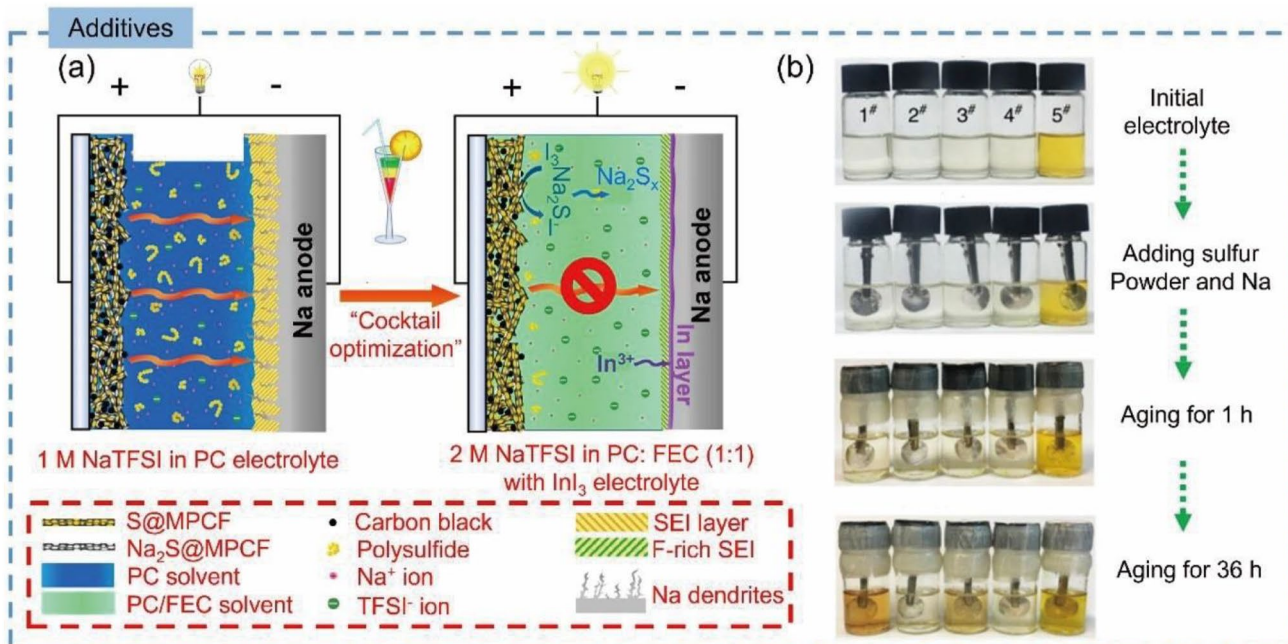 Additives
(a)
+ -
+ -
Na anode
"Cocktail
optimization"
I₃⁻
Na₂S
I⁻
Na₂Sₓ
In³⁺
In layer
Na anode
1 M NaTFSI in PC electrolyte
2 M NaTFSI in PC: FEC (1:1)
with InI₃ electrolyte
S@MPCF
Na₂S@MPCF
PC solvent
PC/FEC solvent
Carbon black
Polysulfide
Na⁺ ion
TFSI⁻ ion
SEI layer
F-rich SEI
Na dendrites
(b)
1# 2# 3# 4# 5#
Initial
electrolyte
Adding sulfur
Powder and Na
Aging for 1 h
Aging for 36 h